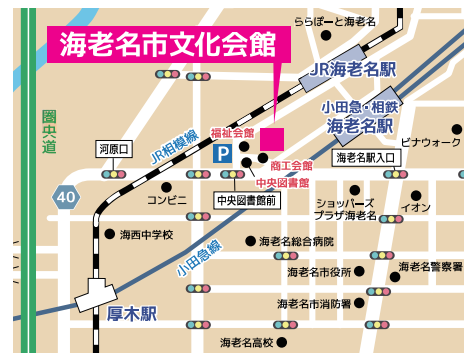 ららぽーと海老名
海老名市文化会館
JR海老名駅
小田急・相鉄
海老名駅
圏央道
JR相模線
福祉会館
ビナウォーク
河原口
P
商工会館
海老名駅入口
中央図書館
40
コンビニ
中央図書館前
ショッパーズ
プラザ海老名
イオン
海西中学校
小田急線
海老名総合病院
海老名市役所
海老名警察署
厚木駅
海老名市消防署
海老名高校